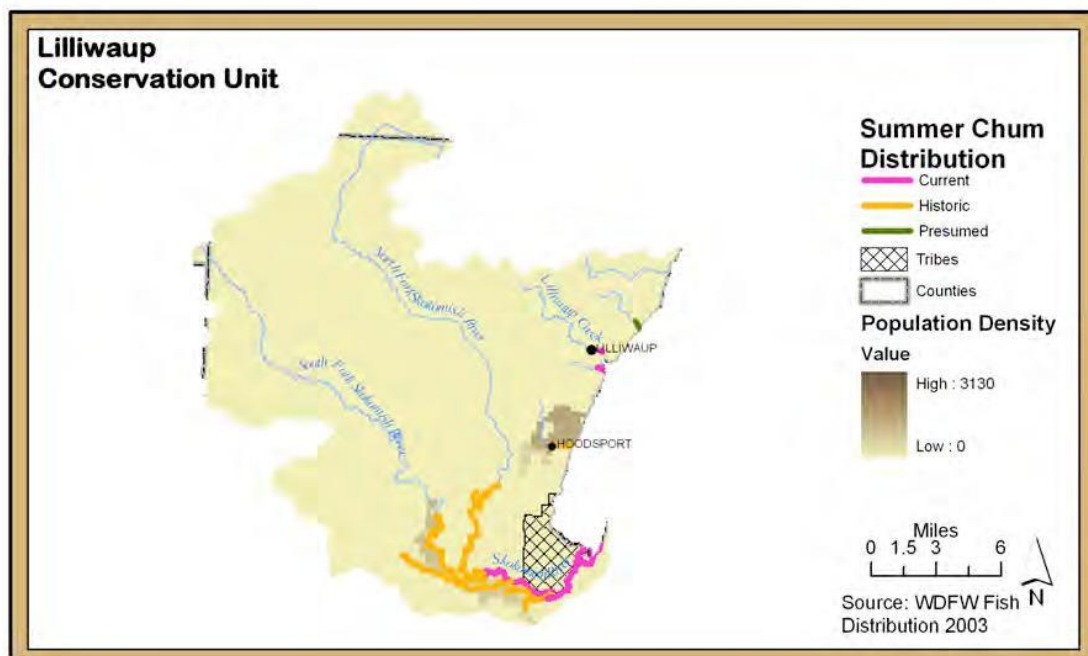 Lilliwaup
Conservation Unit
Summer Chum
Distribution
Current
Historic
Presumed
Tribes
Counties
Population Density
Value
High : 3130
Low : 0
North Fork Skokomish River
South Fork Skokomish River
Lilliwaup Creek
LILLIWAUP
HOODSPORT
Skokomish River
Miles
0 1.5 3 6
N
Source: WDFW Fish
Distribution 2003